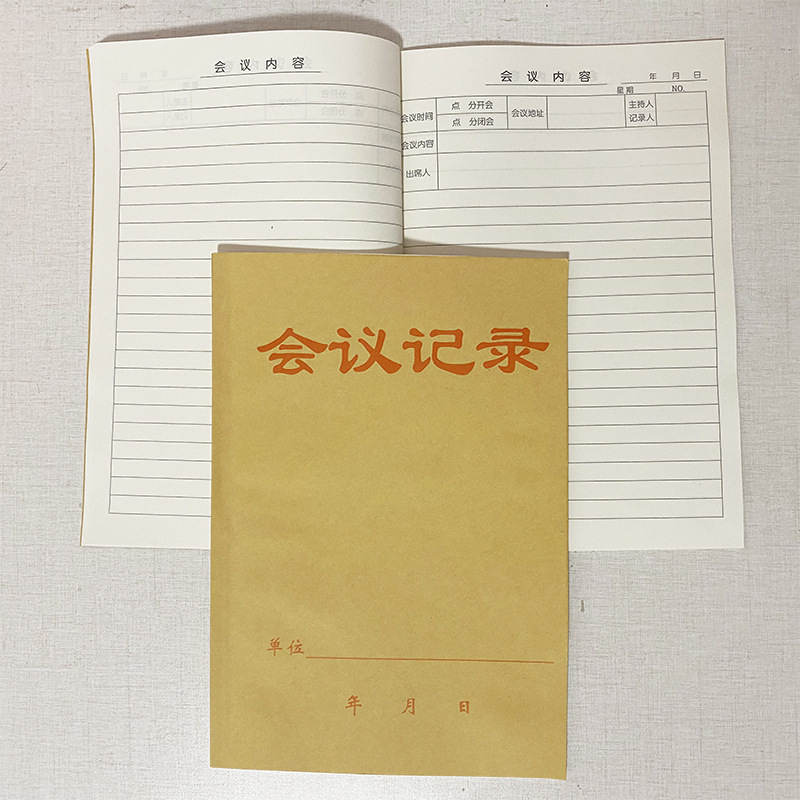 会议内容
会议内容
年 月 日
星期 NO.
会议时间 点 分开会 会议地址 主持人
点 分闭会 记录人
会议内容
出席人
会议记录
单位
年 月 日